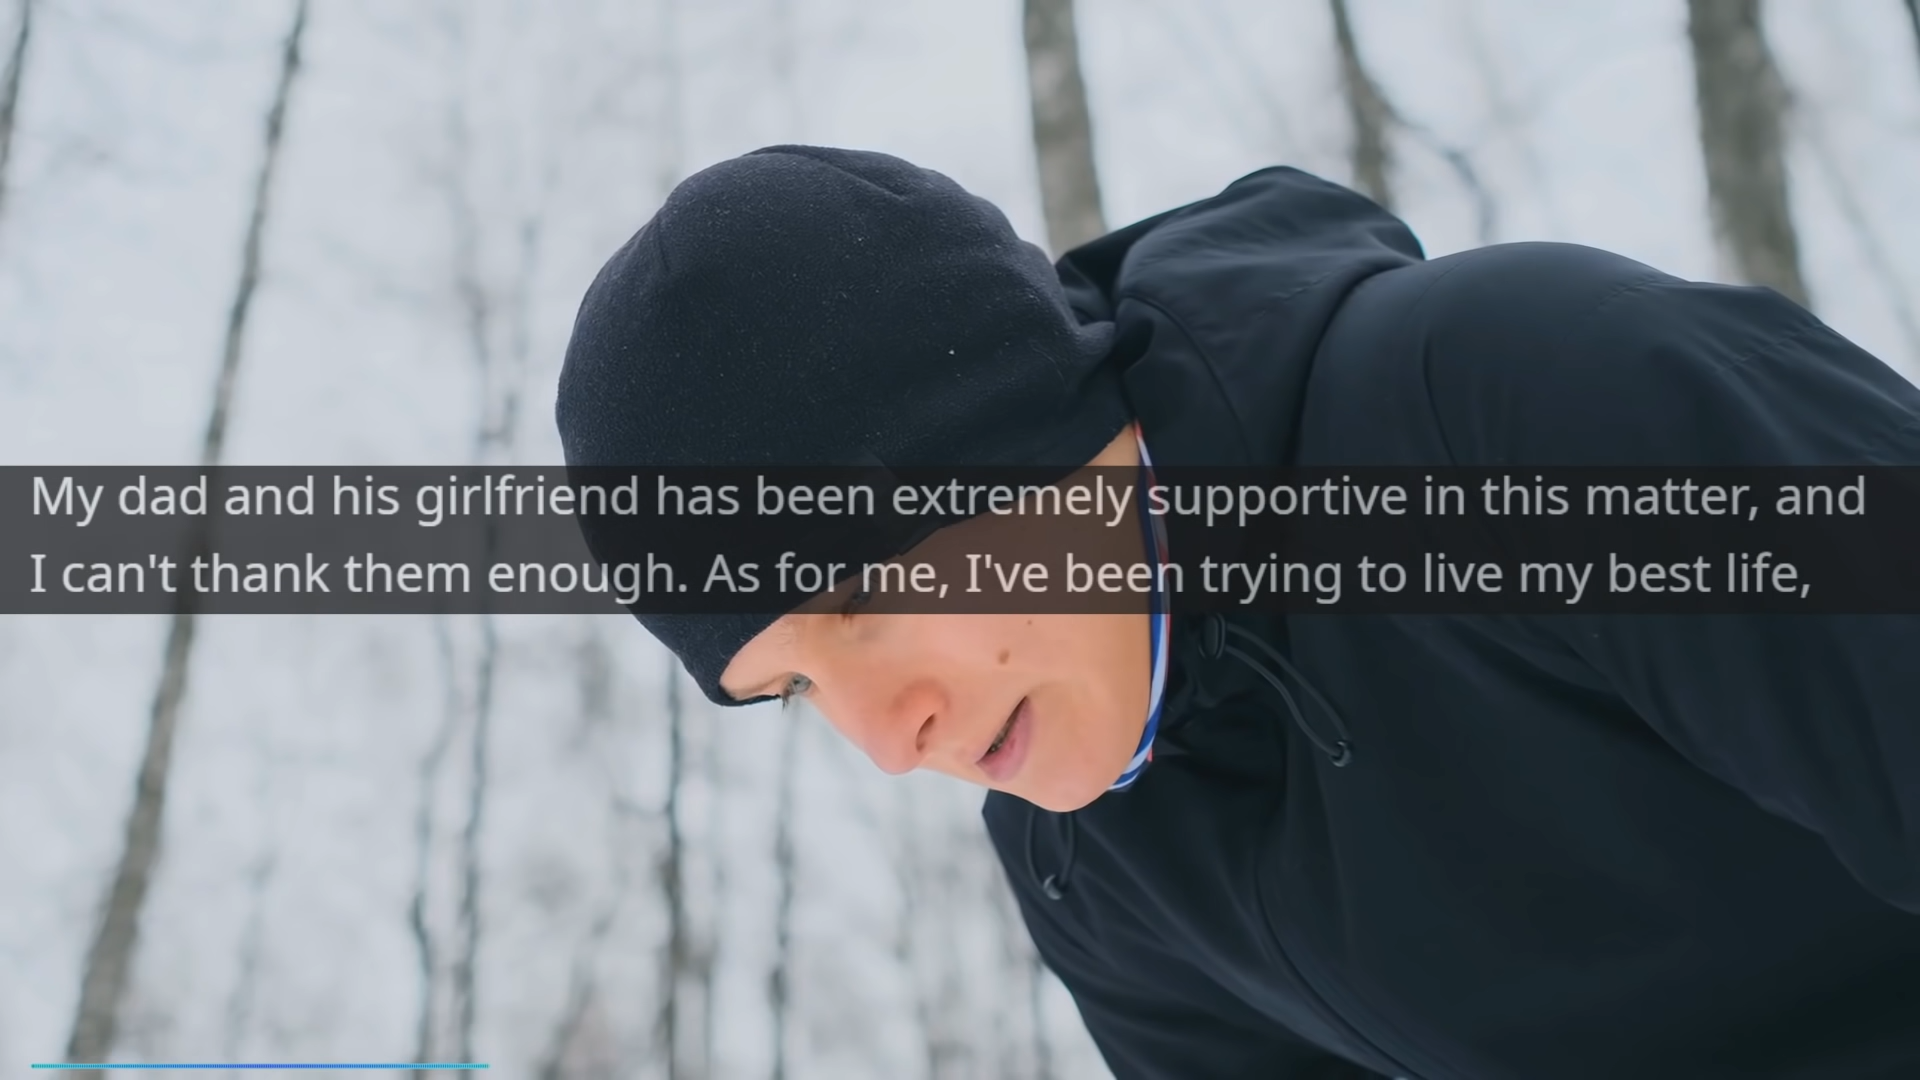 My dad and his girlfriend has been extremely supportive in this matter, and
I can't thank them enough. As for me, I've been trying to live my best life,